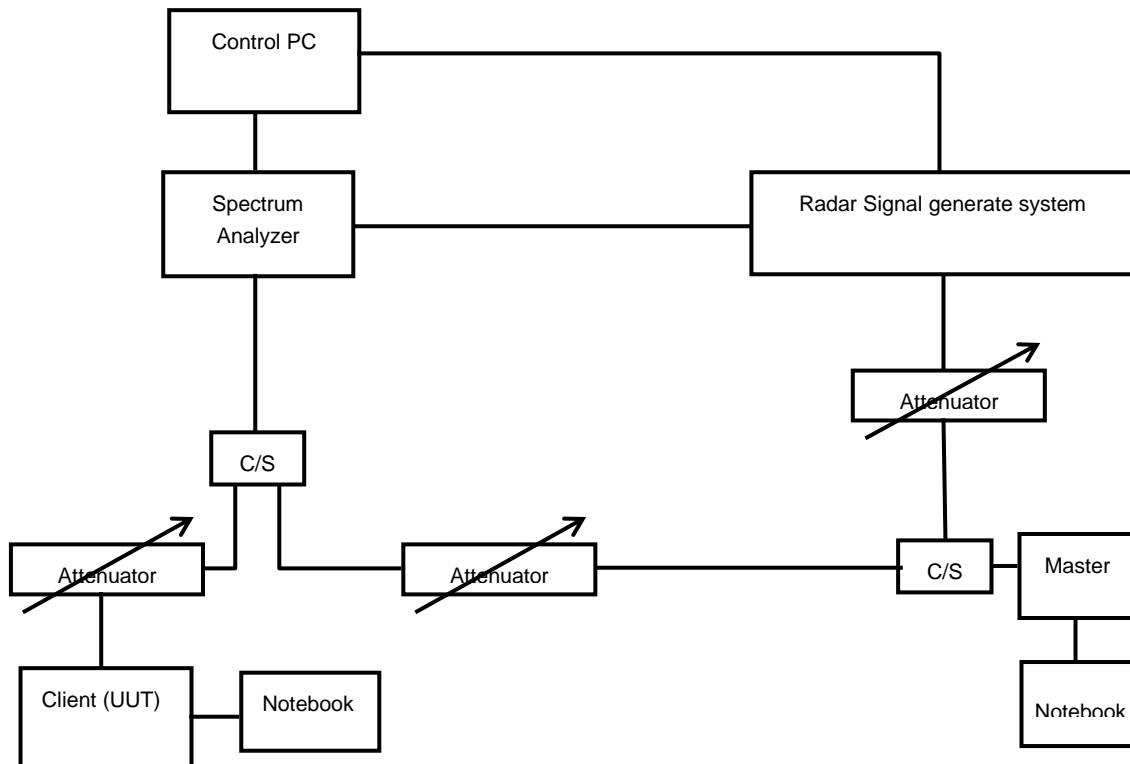 Control PC
Spectrum
Analyzer
Radar Signal generate system
Attenuator
C/S
Attenuator
Attenuator
C/S
Master
Client (UUT)
Notebook
Notebook